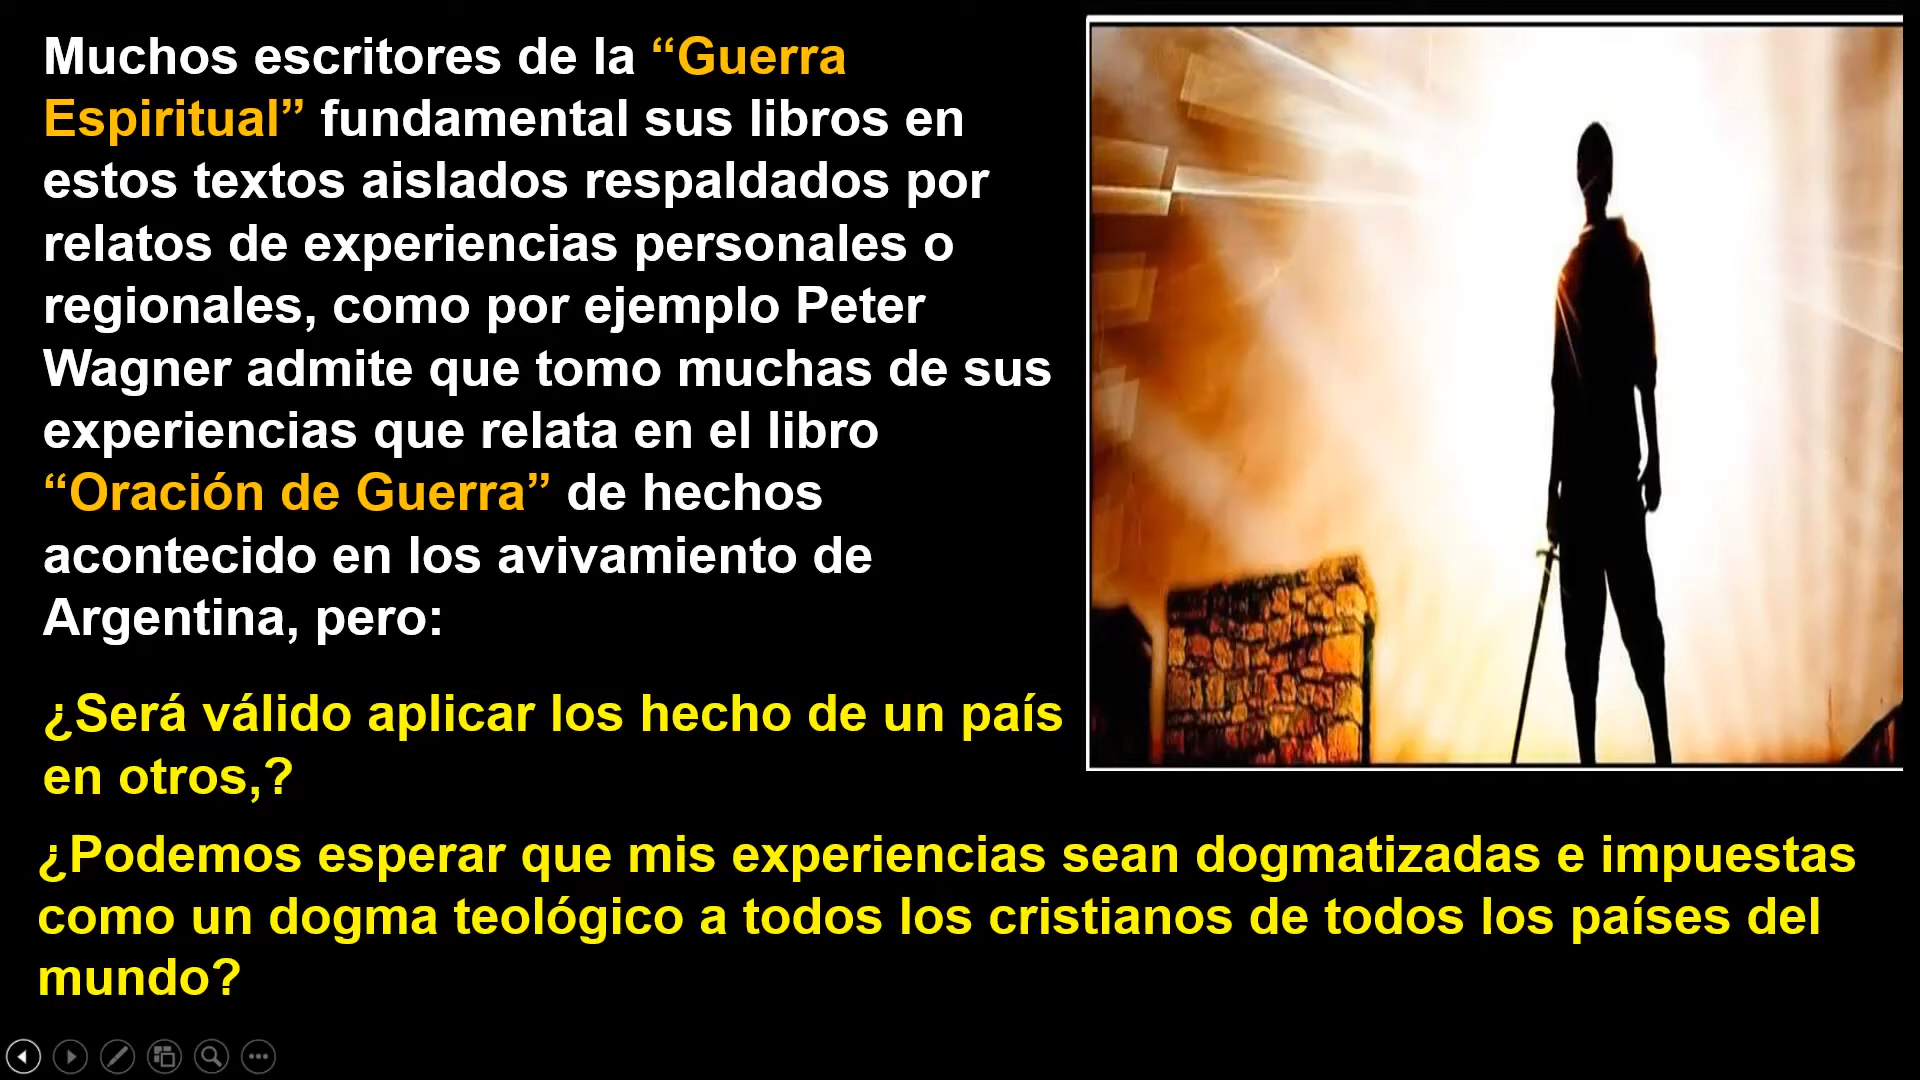 Muchos escritores de la “Guerra
Espiritual” fundamental sus libros en
estos textos aislados respaldados por
relatos de experiencias personales o
regionales, como por ejemplo Peter
Wagner admite que tomo muchas de sus
experiencias que relata en el libro
“Oración de Guerra” de hechos
acontecido en los avivamiento de
Argentina, pero:
¿Será válido aplicar los hecho de un país
en otros,?
¿Podemos esperar que mis experiencias sean dogmatizadas e impuestas
como un dogma teológico a todos los cristianos de todos los países del
mundo?